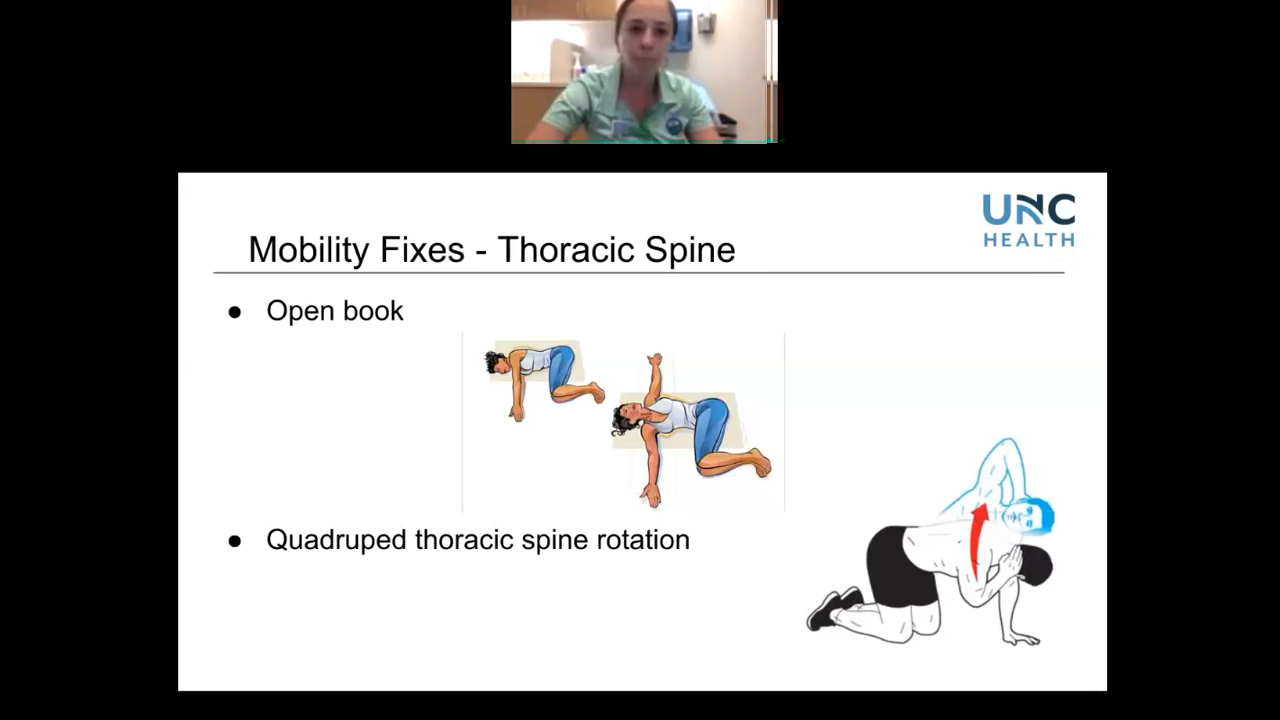 UNC
HEALTH
Mobility Fixes - Thoracic Spine
● Open book
● Quadruped thoracic spine rotation